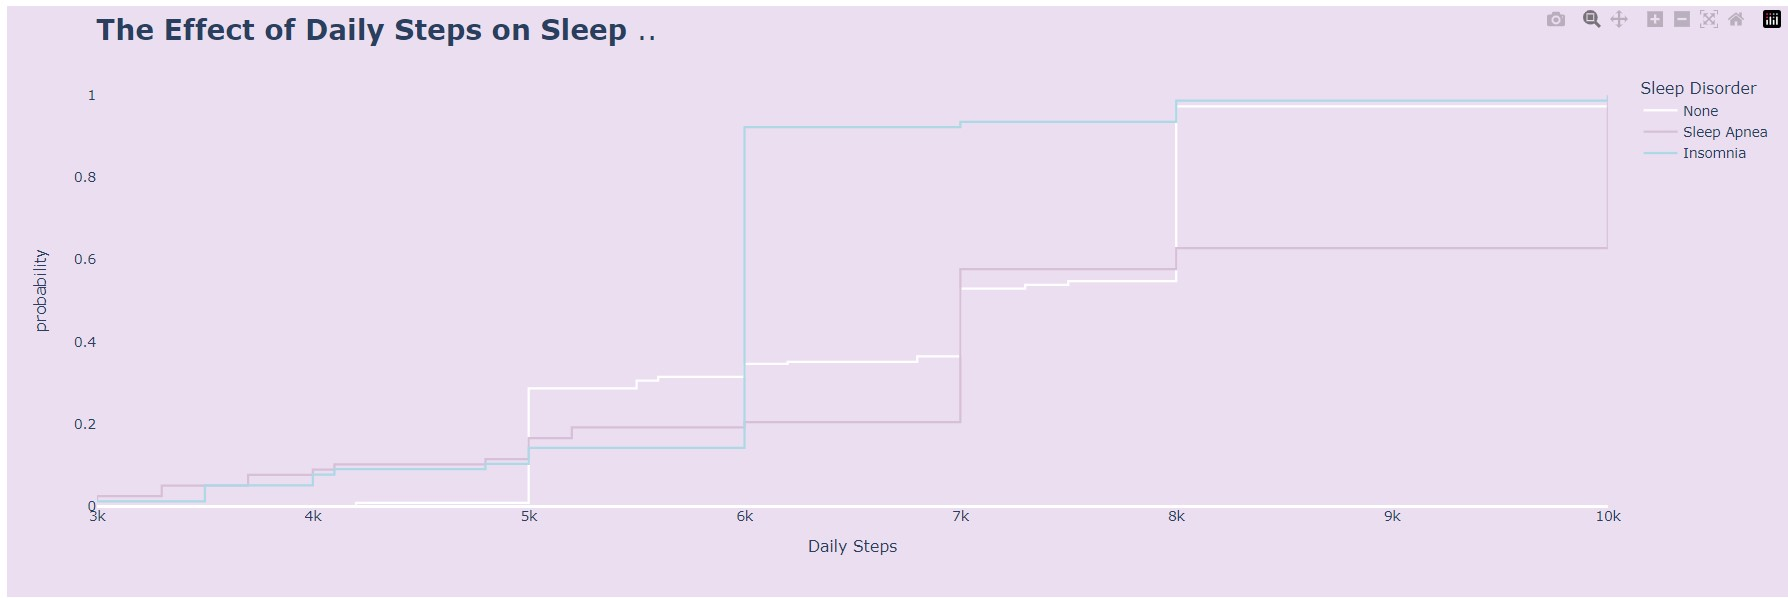 The Effect of Daily Steps on Sleep ..
1
0.8
0.6
0.4
0.2
0
probability
3k 4k 5k 6k 7k 8k 9k 10k
Daily Steps
Sleep Disorder
None
Sleep Apnea
Insomnia